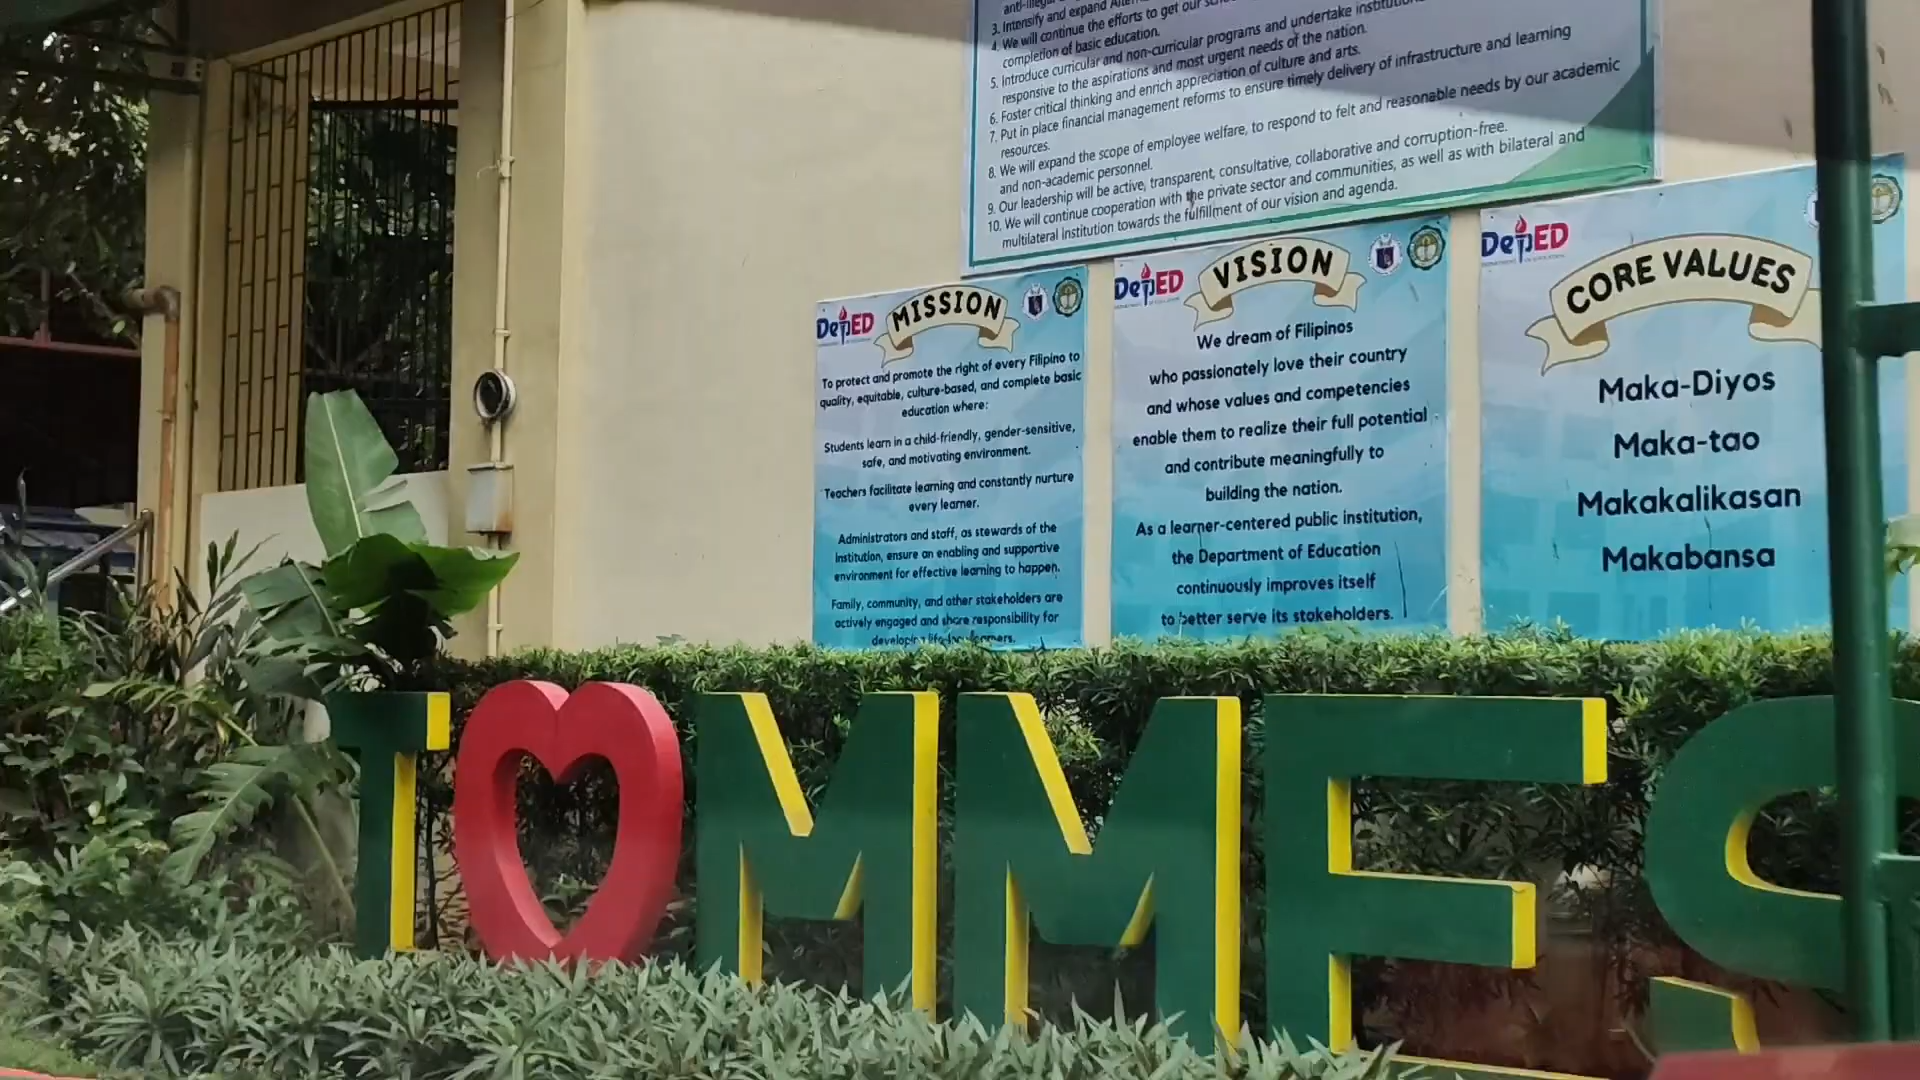 anti-illegal
3. Intensify and expand
4. We will continue the efforts to get our
completion of basic education.
5. Introduce curricular and non-curricular programs and undertake
responsive to the aspirations and most urgent needs of the nation.
6. Foster critical thinking and enrich appreciation of culture and arts.
7. Put in place financial management reforms to ensure timely delivery of infrastructure and learning
resources.
8. We will expand the scope of employee welfare, to respond to felt and reasonable needs by our academic
and non-academic personnel.
9. Our leadership will be active, transparent, consultative, collaborative and corruption-free.
10. We will continue cooperation with the private sector and communities, as well as with bilateral and
multilateral institution towards the fulfillment of our vision and agenda.
DepED
MISSION
To protect and promote the right of every Filipino to
quality, equitable, culture-based, and complete basic
education where:
Students learn in a child-friendly, gender-sensitive,
safe, and motivating environment.
Teachers facilitate learning and constantly nurture
every learner.
Administrators and staff, as stewards of the
institution, ensure an enabling and supportive
environment for effective learning to happen.
Family, community, and other stakeholders are
actively engaged and share responsibility for
developing life-long learners.
DepED
VISION
We dream of Filipinos
who passionately love their country
and whose values and competencies
enable them to realize their full potential
and contribute meaningfully to
building the nation.
As a learner-centered public institution,
the Department of Education
continuously improves itself
to better serve its stakeholders.
DepED
DEPARTMENT OF EDUCATION
CORE VALUES
Maka-Diyos
Maka-tao
Makakalikasan
Makabansa
TOMMES